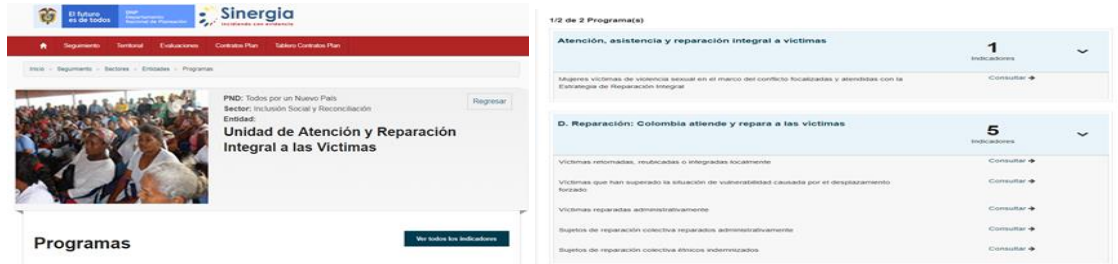 El futuro
es de todos
DNP
Departamento
Nacional de Planeación
Sinergia
incidiendo con evidencia
Seguimiento Territorial Evaluaciones Contratos Plan Tablero Contratos Plan
Inicio - Seguimiento - Sectores - Entidades - Programas
PND: Todos por un Nuevo País
Sector: Inclusión Social y Reconciliación
Entidad:
Unidad de Atención y Reparación
Integral a las Victimas
Regresar
Programas
Ver todos los indicadores
1/2 de 2 Programa(s)
Atención, asistencia y reparación integral a víctimas
1
Indicadores
Mujeres víctimas de violencia sexual en el marco del conflicto focalizadas y atendidas con la
Estrategia de Reparación Integral
Consultar →
D. Reparación: Colombia atiende y repara a las víctimas
5
Indicadores
Víctimas retornadas, reubicadas o integradas localmente
Consultar →
Víctimas que han superado la situación de vulnerabilidad causada por el desplazamiento
forzado
Consultar →
Víctimas reparadas administrativamente
Consultar →
Sujetos de reparación colectiva reparados administrativamente
Consultar →
Sujetos de reparación colectiva étnicos indemnizados
Consultar →